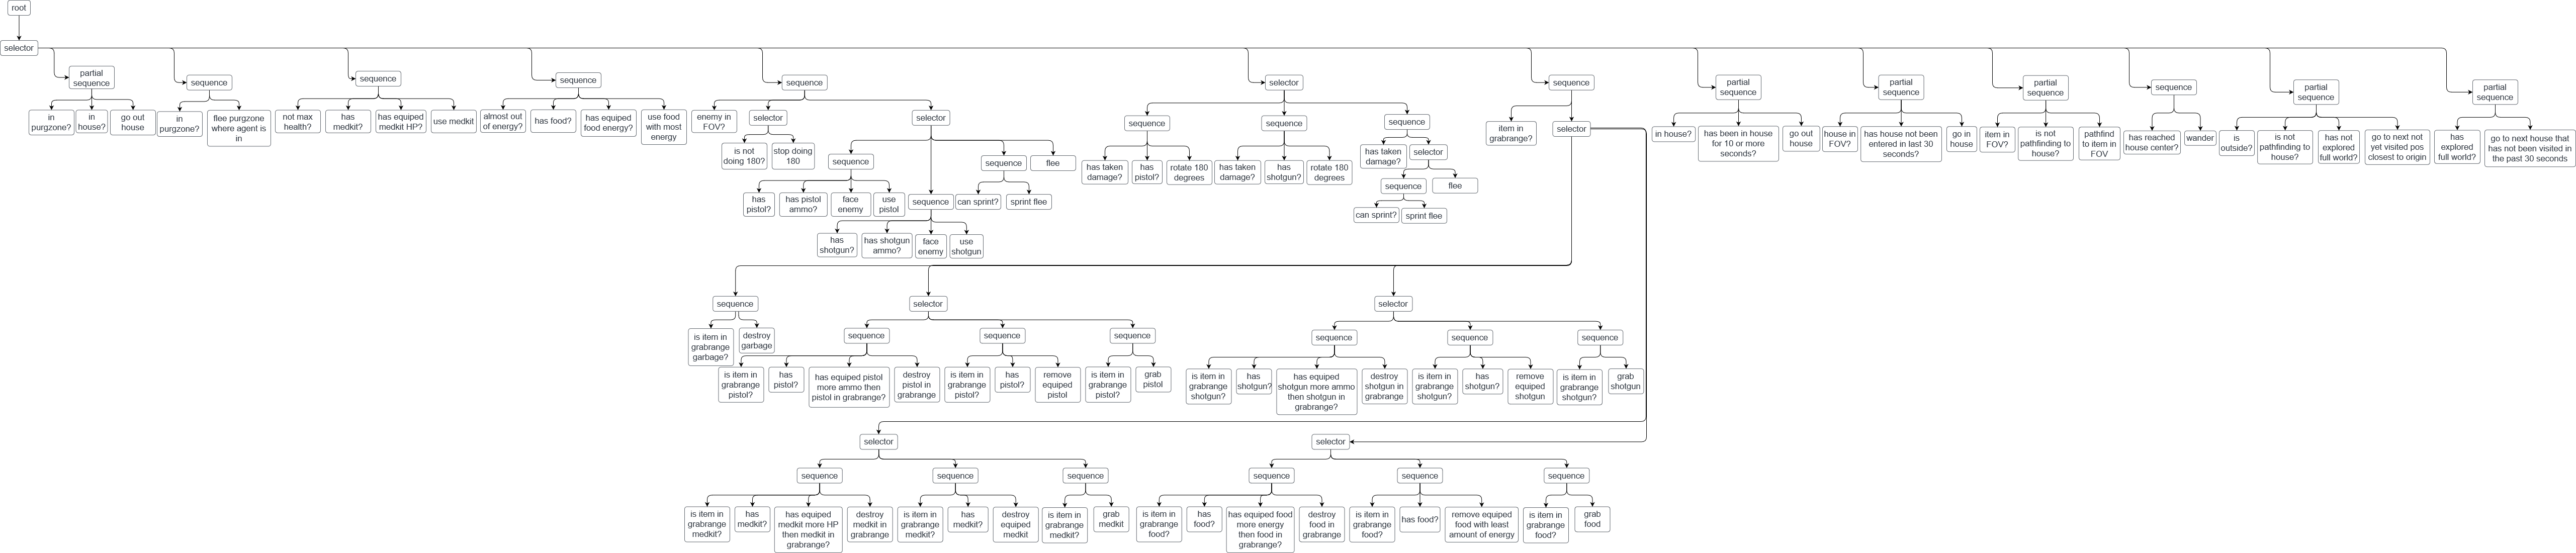 root
selector
partial
sequence
in
purgzone?
in
house?
go out
house
sequence
in
purgzone?
flee purgzone
where agent is
in
sequence
not max
health?
has
medkit?
has equiped
medkit HP?
use medkit
sequence
almost out
of energy?
has food?
has equiped
food energy?
use food
with most
energy
sequence
enemy in
FOV?
selector
is not
doing 180?
stop doing
180
selector
sequence
has
pistol?
has pistol
ammo?
face
enemy
use
pistol
sequence
has
shotgun?
has shotgun
ammo?
face
enemy
use
shotgun
sequence
can sprint?
sprint flee
flee
selector
sequence
has taken
damage?
has
pistol?
rotate 180
degrees
sequence
has taken
damage?
has
shotgun?
rotate 180
degrees
sequence
has taken
damage?
selector
sequence
can sprint?
sprint flee
flee
sequence
item in
grabrange?
selector
partial
sequence
in house?
has been in house
for 10 or more
seconds?
go out
house
partial
sequence
house in
FOV?
has house not been
entered in last 30
seconds?
go in
house
partial
sequence
item in
FOV?
is not
pathfinding to
house?
pathfind
to item in
FOV
sequence
has reached
house center?
wander
partial
sequence
is
outside?
is not
pathfinding to
house?
has not
explored
full world?
go to next not
yet visited pos
closest to origin
partial
sequence
has
explored
full world?
go to next house that
has not been visited in
the past 30 seconds
sequence
is item in
grabrange
garbage?
destroy
garbage
selector
sequence
is item in
grabrange
pistol?
has
pistol?
has equiped pistol
more ammo then
pistol in grabrange?
destroy
pistol in
grabrange
sequence
is item in
grabrange
pistol?
has
pistol?
remove
equiped
pistol
sequence
is item in
grabrange
pistol?
grab
pistol
selector
sequence
is item in
grabrange
shotgun?
has
shotgun?
has equiped
shotgun more ammo
then shotgun in
grabrange?
destroy
shotgun in
grabrange
sequence
is item in
grabrange
shotgun?
has
shotgun?
remove
equiped
shotgun
sequence
is item in
grabrange
shotgun?
grab
shotgun
selector
sequence
is item in
grabrange
medkit?
has
medkit?
has equiped
medkit more HP
then medkit in
grabrange?
destroy
medkit in
grabrange
sequence
is item in
grabrange
medkit?
has
medkit?
destroy
equiped
medkit
sequence
is item in
grabrange
medkit?
grab
medkit
selector
sequence
is item in
grabrange
food?
has
food?
has equiped food
more energy
then food in
grabrange?
destroy
food in
grabrange
sequence
is item in
grabrange
food?
has food?
remove equiped
food with least
amount of energy
sequence
is item in
grabrange
food?
grab
food